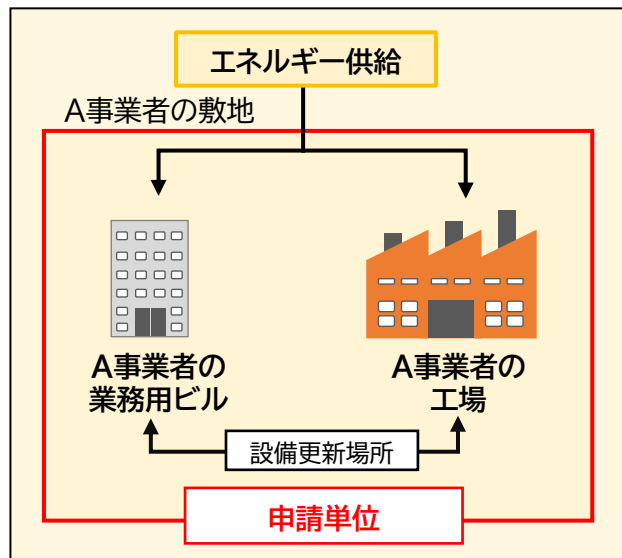 エネルギー供給
A事業者の敷地
A事業者の
業務用ビル
A事業者の
工場
設備更新場所
申請単位